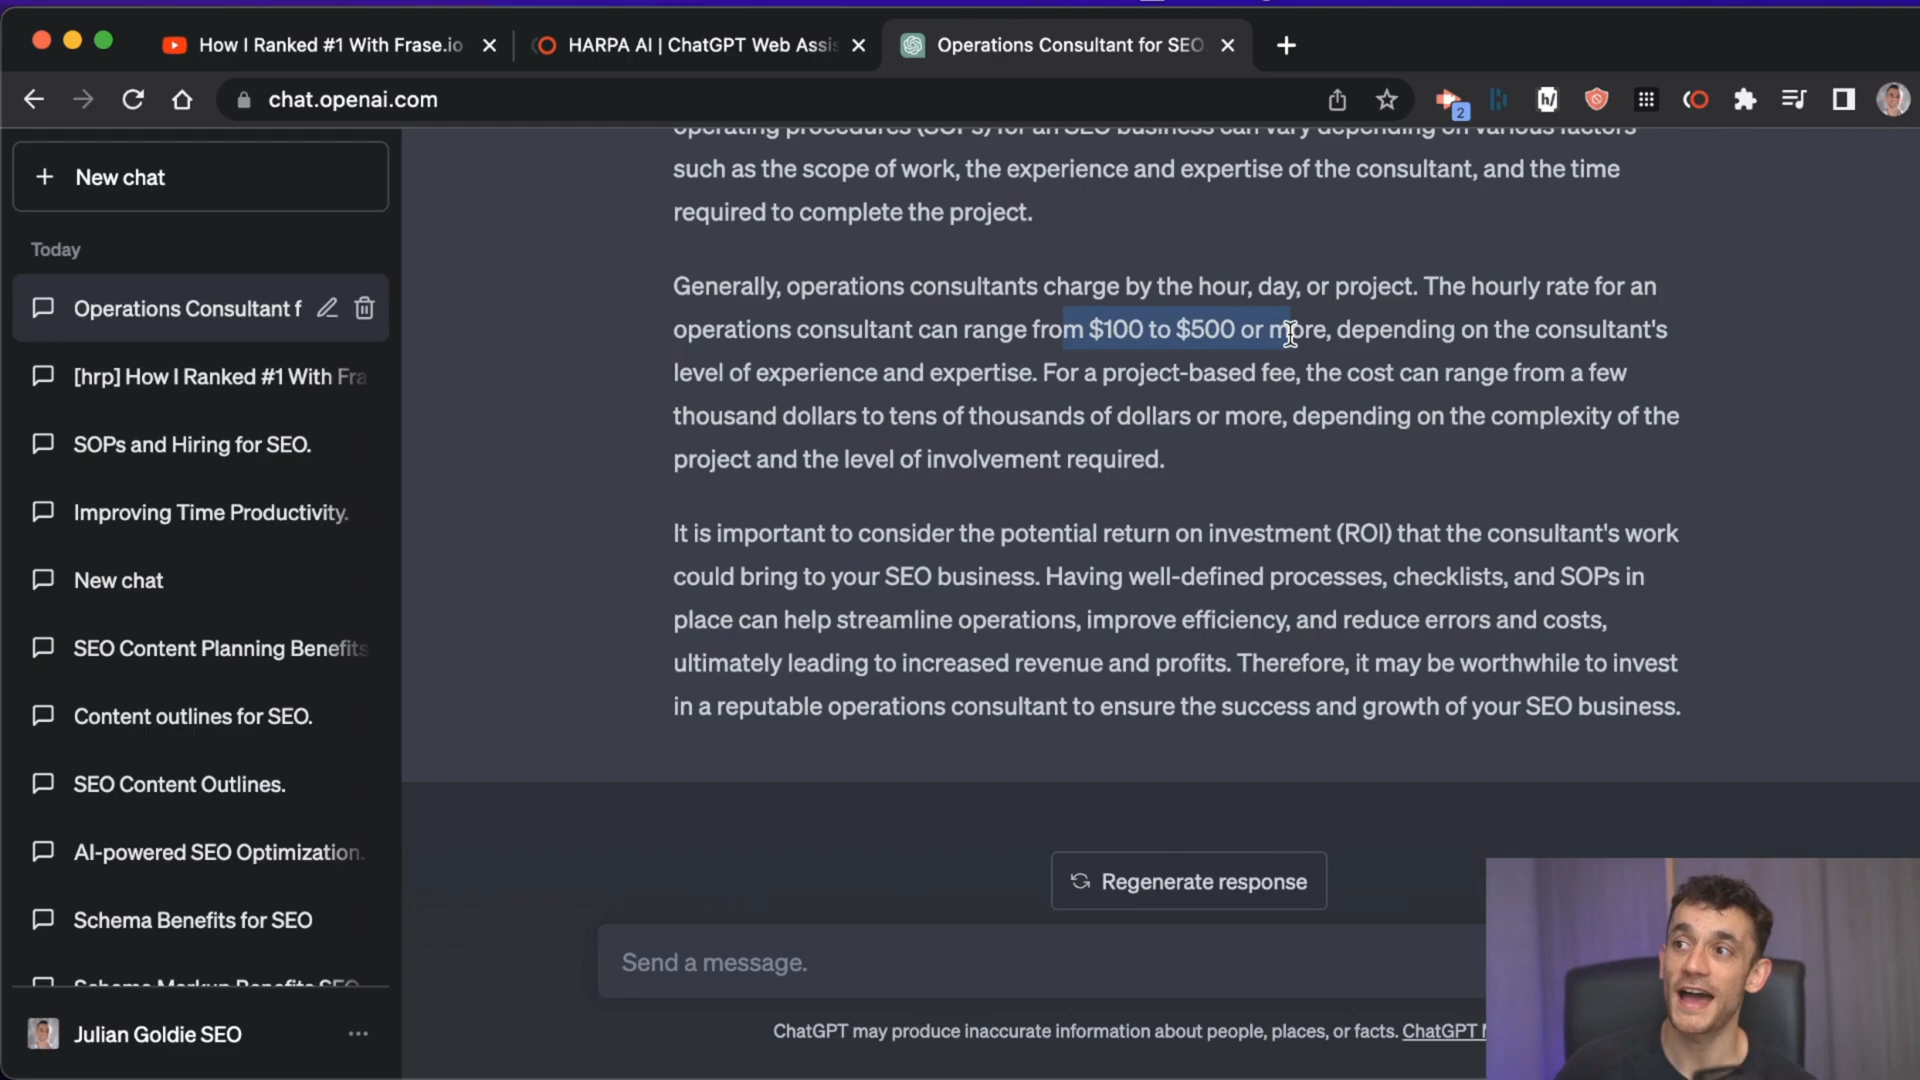 How I Ranked #1 With Frase.io
HARPA AI | ChatGPT Web Assis
Operations Consultant for SEO
chat.openai.com
2
h/
New chat
Today
Operations Consultant f
[hrp] How I Ranked #1 With Fra
SOPs and Hiring for SEO.
Improving Time Productivity.
New chat
SEO Content Planning Benefits
Content outlines for SEO.
SEO Content Outlines.
AI-powered SEO Optimization.
Schema Benefits for SEO
Schema Markup Benefits SEO
Julian Goldie SEO
operating procedures (SOPs) for an SEO business can vary depending on various factors
such as the scope of work, the experience and expertise of the consultant, and the time
required to complete the project.
Generally, operations consultants charge by the hour, day, or project. The hourly rate for an
operations consultant can range from $100 to $500 or more, depending on the consultant's
level of experience and expertise. For a project-based fee, the cost can range from a few
thousand dollars to tens of thousands of dollars or more, depending on the complexity of the
project and the level of involvement required.
It is important to consider the potential return on investment (ROI) that the consultant's work
could bring to your SEO business. Having well-defined processes, checklists, and SOPs in
place can help streamline operations, improve efficiency, and reduce errors and costs,
ultimately leading to increased revenue and profits. Therefore, it may be worthwhile to invest
in a reputable operations consultant to ensure the success and growth of your SEO business.
Regenerate response
Send a message.
ChatGPT may produce inaccurate information about people, places, or facts. ChatGPT